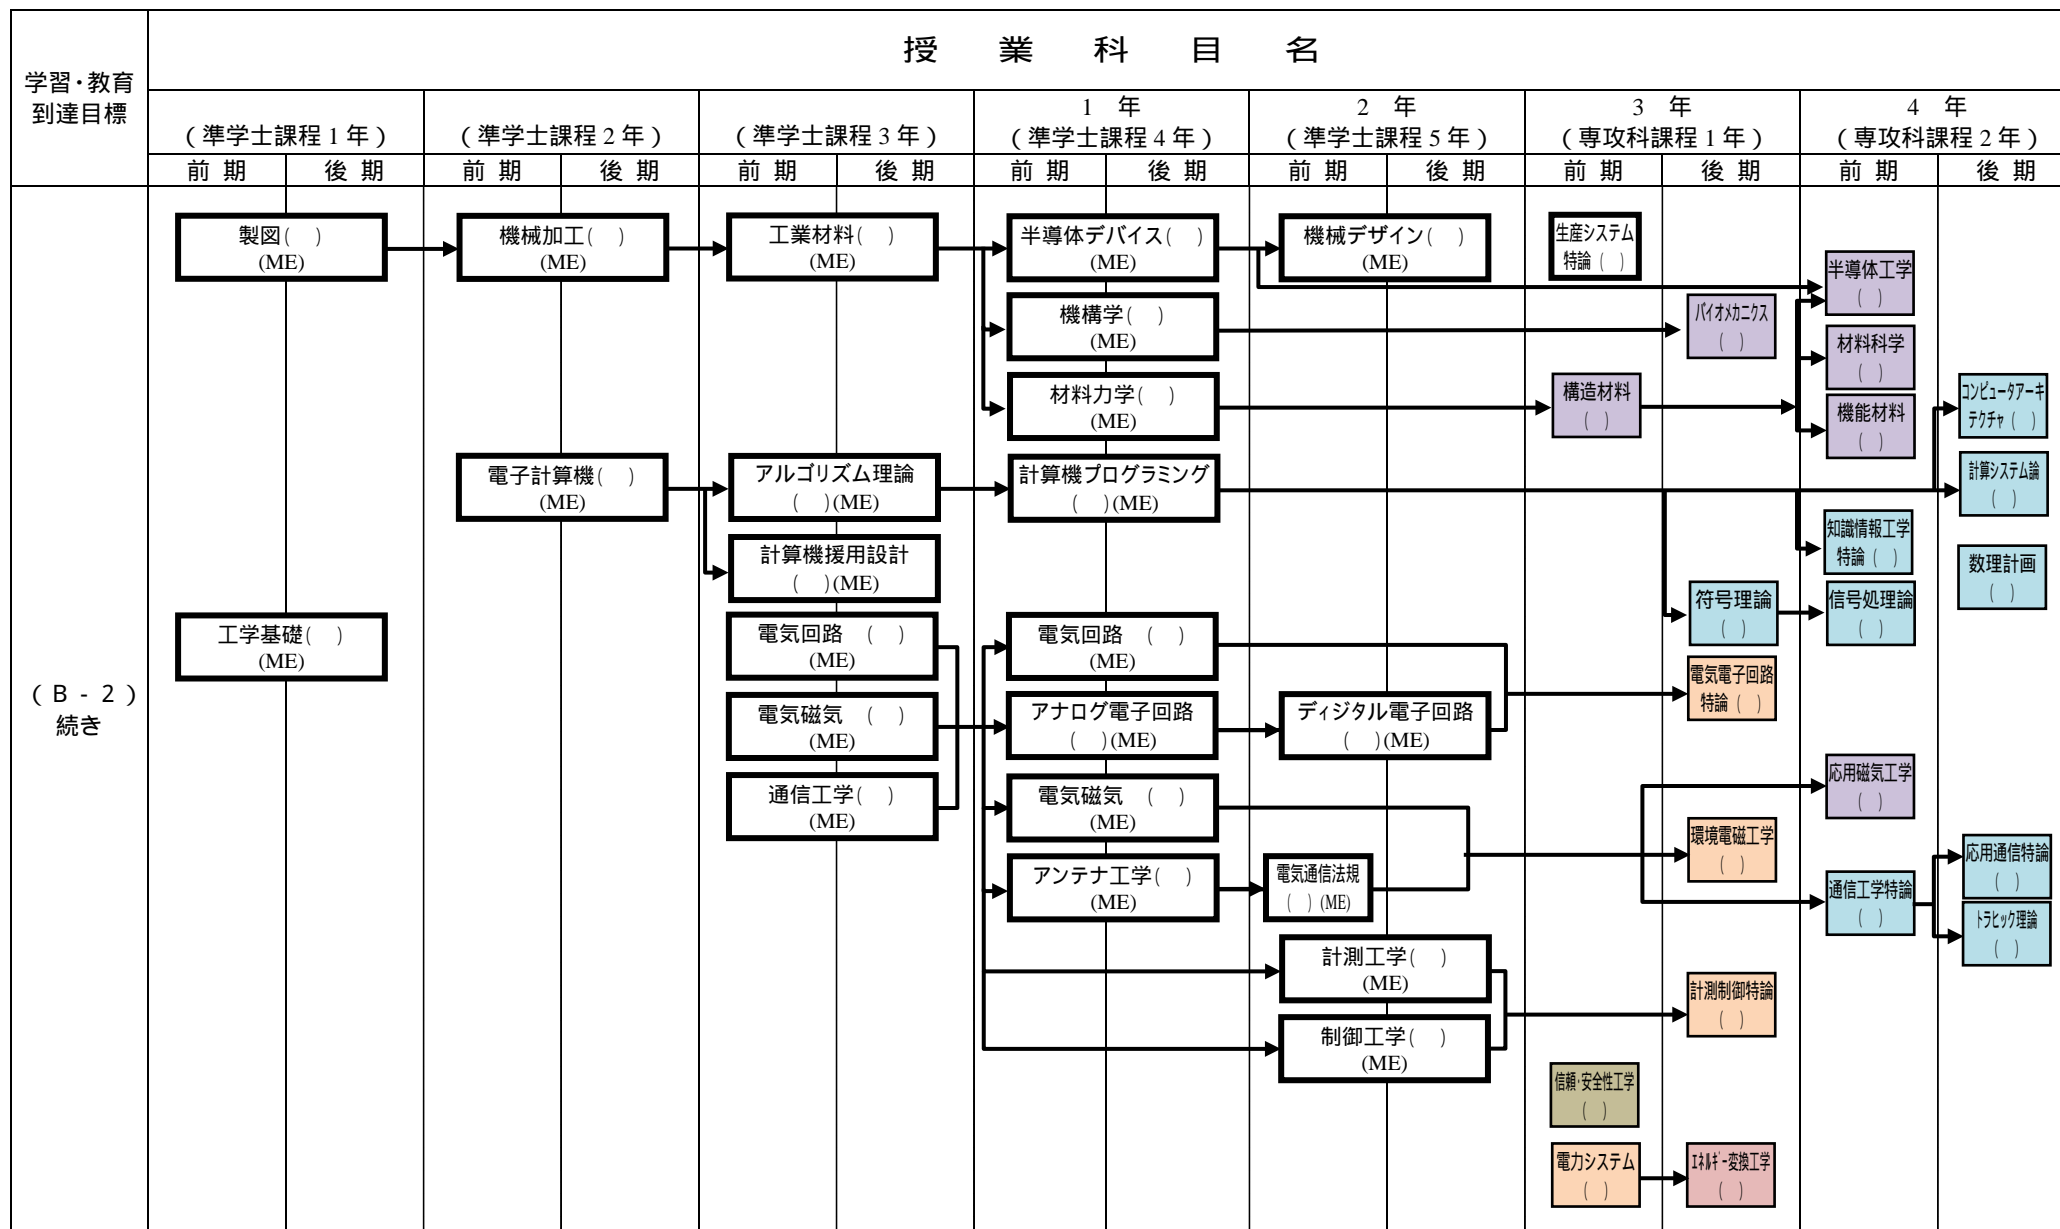 学習・教育
到達目標
授 業 科 目 名
(準学士課程1年)
(準学士課程2年)
(準学士課程3年)
1 年
(準学士課程4年)
2 年
(準学士課程5年)
3 年
(専攻科課程1年)
4 年
(専攻科課程2年)
前 期
後 期
前 期
後 期
前 期
後 期
前 期
後 期
前 期
後 期
前 期
後 期
前 期
後 期
(B-2)
続き
製図( )
(ME)
機械加工( )
(ME)
工業材料( )
(ME)
半導体デバイス( )
(ME)
機械デザイン( )
(ME)
生産システム
特論( )
半導体工学
( )
機構学( )
(ME)
バイオメカニクス
( )
材料科学
( )
材料力学( )
(ME)
構造材料
( )
機能材料
( )
コンピュータアーキ
テクチャ( )
電子計算機( )
(ME)
アルゴリズム理論
( )(ME)
計算機プログラミング
( )(ME)
計算システム論
( )
計算機援用設計
( )(ME)
知識情報工学
特論( )
数理計画
( )
工学基礎( )
(ME)
電気回路 ( )
(ME)
電気回路 ( )
(ME)
符号理論
( )
信号処理論
( )
電気磁気 ( )
(ME)
アナログ電子回路
( )(ME)
ディジタル電子回路
( )(ME)
電気電子回路
特論( )
通信工学( )
(ME)
電気磁気 ( )
(ME)
応用磁気工学
( )
環境電磁工学
( )
アンテナ工学( )
(ME)
電気通信法規
( )(ME)
通信工学特論
( )
応用通信特論
( )
トラヒック理論
( )
計測工学( )
(ME)
計測制御特論
( )
制御工学( )
(ME)
信頼・安全性工学
( )
電力システム
( )
エネルギー変換工学
( )